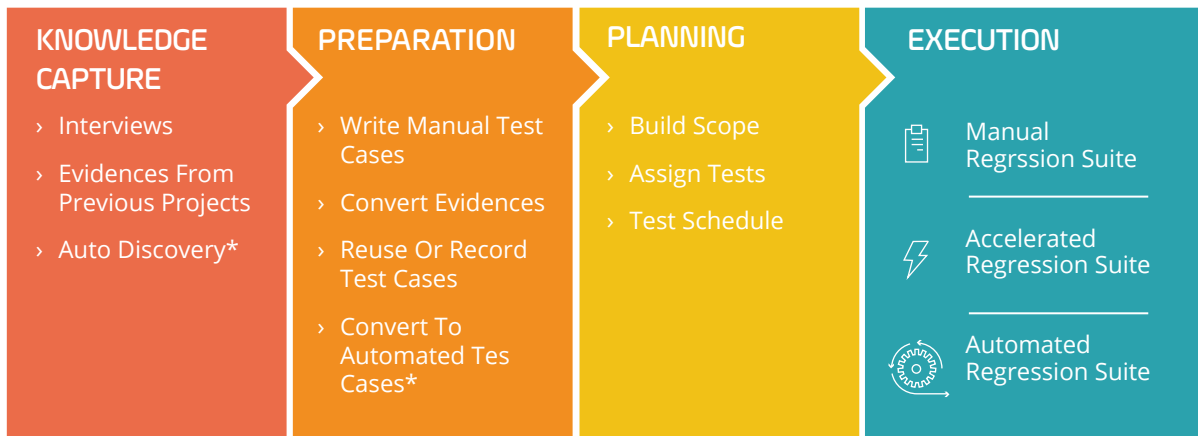 KNOWLEDGE
CAPTURE
› Interviews
› Evidences From
Previous Projects
› Auto Discovery*
PREPARATION
› Write Manual Test
Cases
› Convert Evidences
› Reuse Or Record
Test Cases
› Convert To
Automated Tes
Cases*
PLANNING
› Build Scope
› Assign Tests
› Test Schedule
EXECUTION
Manual
Regrssion Suite
Accelerated
Regression Suite
Automated
Regression Suite